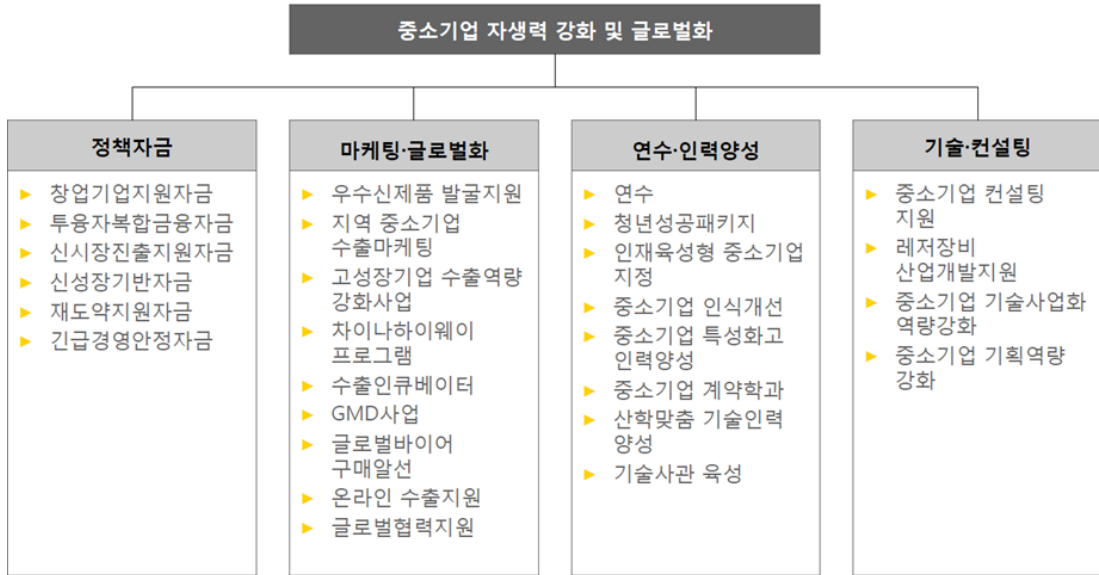 중소기업 자생력 강화 및 글로벌화
정책자금
창업기업지원자금
투융자복합금융자금
신시장진출지원자금
신성장기반자금
재도약지원자금
긴급경영안정자금
마케팅·글로벌화
우수신제품 발굴지원
지역 중소기업
수출마케팅
고성장기업 수출역량
강화사업
차이나하이웨이
프로그램
수출인큐베이터
GMD사업
글로벌바이어
구매알선
온라인 수출지원
글로벌협력지원
연수·인력양성
연수
청년성공패키지
인재육성형 중소기업
지정
중소기업 인식개선
중소기업 특성화고
인력양성
중소기업 계약학과
산학맞춤 기술인력
양성
기술사관 육성
기술·컨설팅
중소기업 컨설팅
지원
레저장비
산업개발지원
중소기업 기술사업화
역량강화
중소기업 기획역량
강화